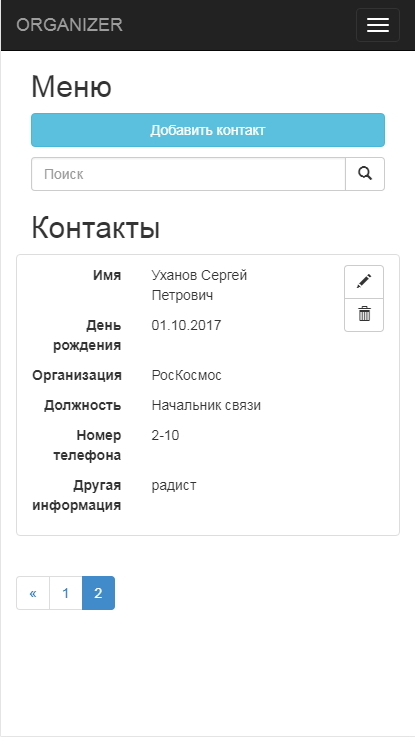 ORGANIZER
Меню
Добавить контакт
Поиск
Контакты
Имя Уханов Сергей
Петрович
День 01.10.2017
рождения
Организация РосКосмос
Должность Начальник связи
Номер 2-10
телефона
Другая радист
информация
« 1 2